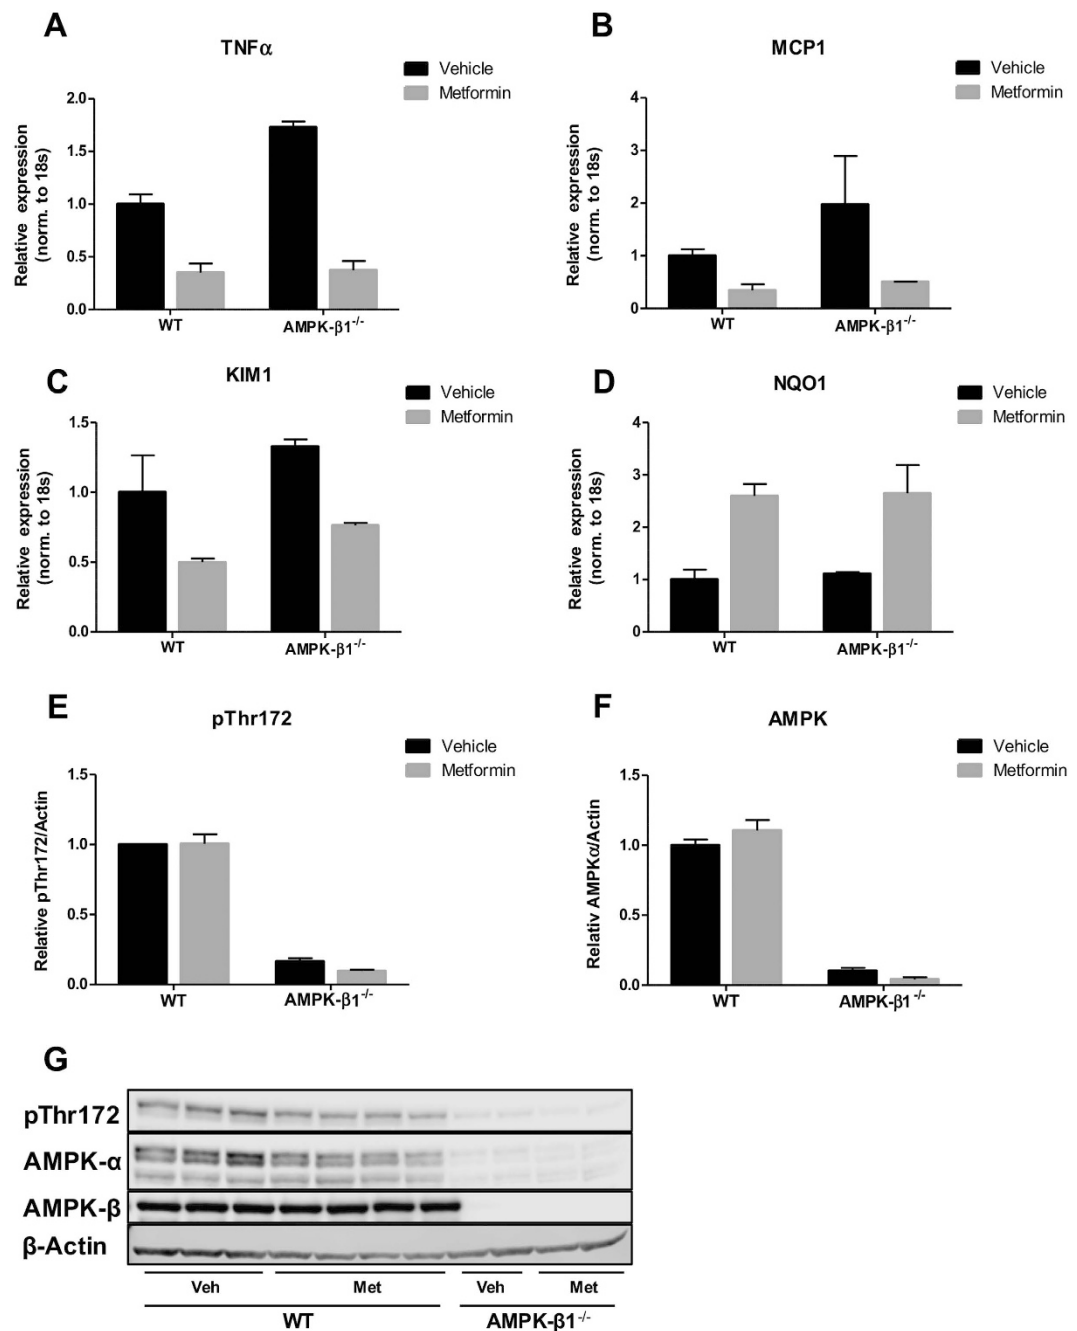 A
TNFα
Vehicle
Metformin
Relative expression
(norm. to 18s)
2.0
1.5
1.0
0.5
0.0
WT
AMPK-β1-/-
B
MCP1
Vehicle
Metformin
Relative expression
(norm. to 18s)
4
3
2
1
0
WT
AMPK-β1-/-
C
KIM1
Vehicle
Metformin
Relative expression
(norm. to 18s)
1.5
1.0
0.5
0.0
WT
AMPK-β1-/-
D
NQO1
Vehicle
Metformin
Relative expression
(norm. to 18s)
4
3
2
1
0
WT
AMPK-β1-/-
E
pThr172
Vehicle
Metformin
Relative pThr172/Actin
1.5
1.0
0.5
0.0
WT
AMPK-β1-/-
F
AMPK
Vehicle
Metformin
Relativ AMPKα/Actin
1.5
1.0
0.5
0.0
WT
AMPK-β1-/-
G
pThr172
AMPK-α
AMPK-β
β-Actin
Veh Met Veh Met
WT AMPK-β1-/-